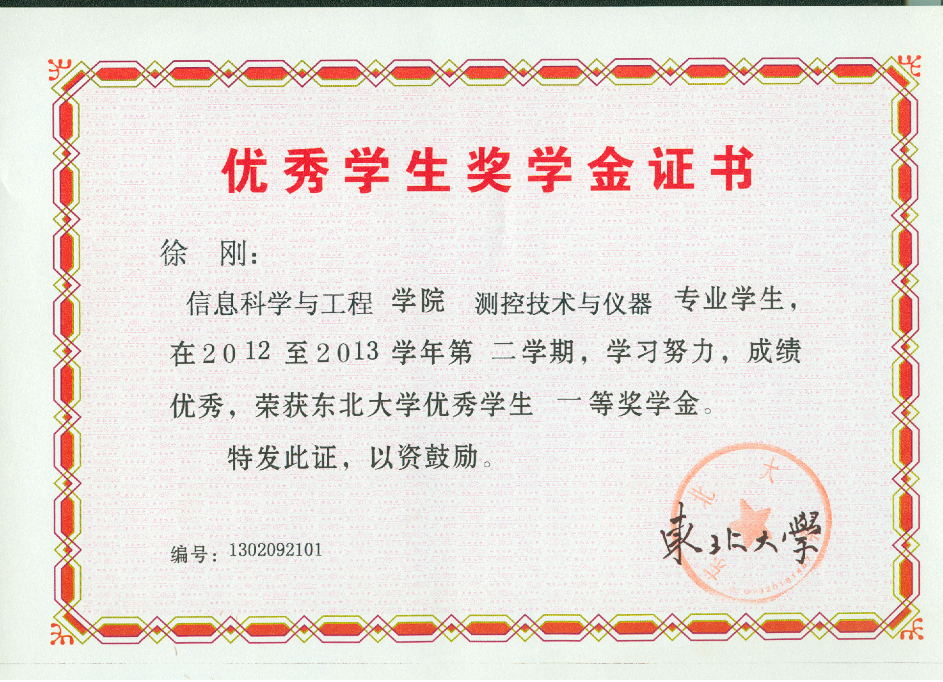 优秀学生奖学金证书
徐 刚:
信息科学与工程 学院 测控技术与仪器 专业学生,
在2012 至2013 学年第 二学期, 学习努力, 成绩
优秀, 荣获东北大学优秀学生 一等奖学金。
特发此证, 以资鼓励。
东北大学
東北大學
编号: 1302092101